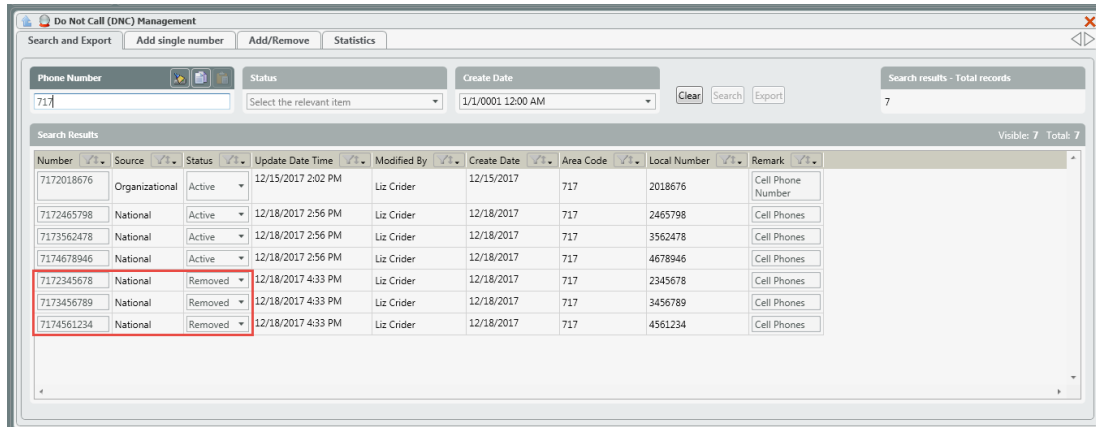 Do Not Call (DNC) Management
Search and Export Add single number Add/Remove Statistics
Phone Number Status Create Date Search results - Total records
717 Select the relevant item 1/1/0001 12:00 AM Clear Search Export 7
Search Results Visible: 7 Total: 7
Number Source Status Update Date Time Modified By Create Date Area Code Local Number Remark
7172018676 Organizational Active 12/15/2017 2:02 PM Liz Crider 12/15/2017 717 2018676 Cell Phone
Number
7172465798 National Active 12/18/2017 2:56 PM Liz Crider 12/18/2017 717 2465798 Cell Phones
7173562478 National Active 12/18/2017 2:56 PM Liz Crider 12/18/2017 717 3562478 Cell Phones
7174678946 National Active 12/18/2017 2:56 PM Liz Crider 12/18/2017 717 4678946 Cell Phones
7172345678 National Removed 12/18/2017 4:33 PM Liz Crider 12/18/2017 717 2345678 Cell Phones
7173456789 National Removed 12/18/2017 4:33 PM Liz Crider 12/18/2017 717 3456789 Cell Phones
7174561234 National Removed 12/18/2017 4:33 PM Liz Crider 12/18/2017 717 4561234 Cell Phones